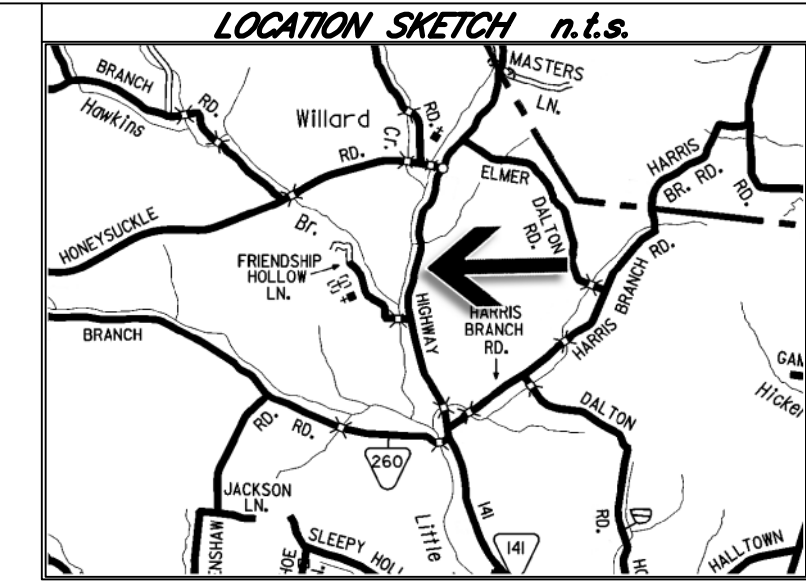 LOCATION SKETCH n.t.s.
MASTERS
LN.
BRANCH
RD.
Hawkins
Willard
Cr.
RD.
RD.
HARRIS
BR. RD.
RD.
ELMER
DALTON
RD.
HONEYSUCKLE
Br.
FRIENDSHIP
HOLLOW
LN.
HIGHWAY
HARRIS
BRANCH
RD.
HARRIS BRANCH RD.
BRANCH
RD.
RD.
DALTON
RD.
260
JACKSON
LN.
Little
141
141
SLEEPY
HALLTOWN